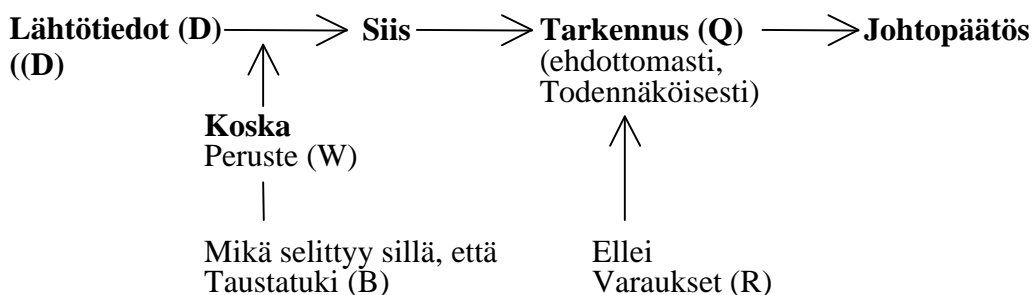 Lähtötiedot (D) Siis Tarkennus (Q) Johtopäätös
((D) (ehdottomasti,
Todennäköisesti)
Koska
Peruste (W)
Mikä selittyy sillä, että Ellei
Taustatuki (B) Varaukset (R)